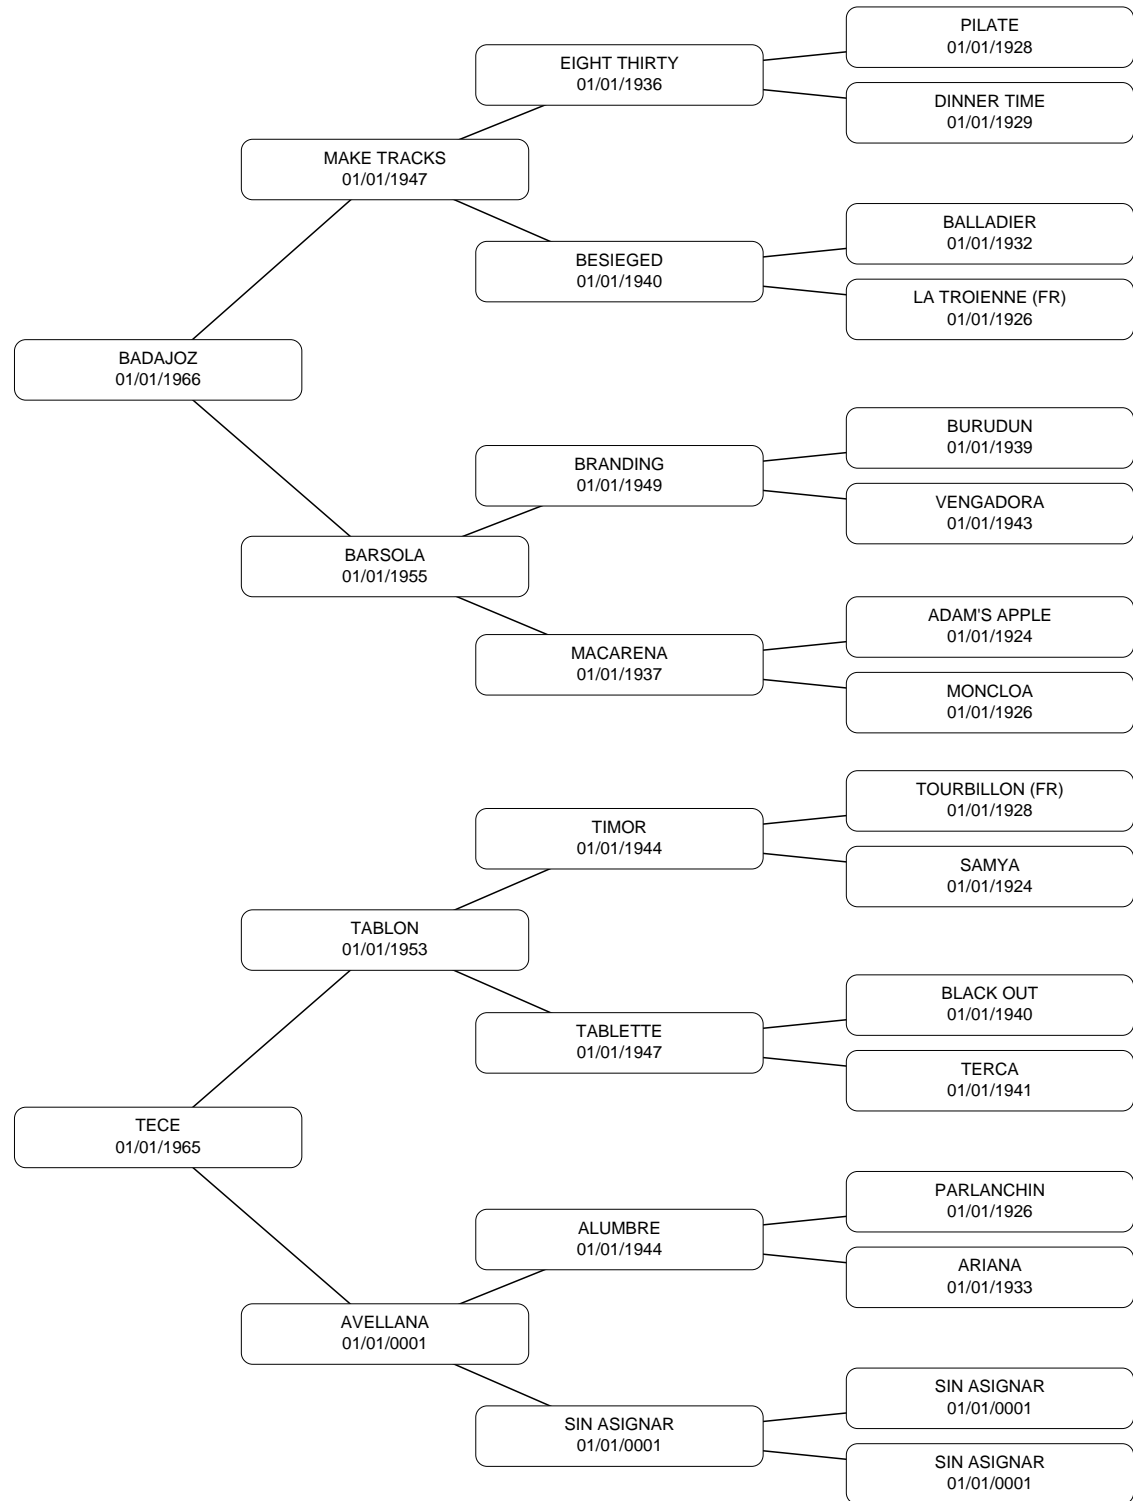 PILATE
01/01/1928
EIGHT THIRTY
01/01/1936
DINNER TIME
01/01/1929
MAKE TRACKS
01/01/1947
BALLADIER
01/01/1932
BESIEGED
01/01/1940
LA TROIENNE (FR)
01/01/1926
BADAJOZ
01/01/1966
BURUDUN
01/01/1939
BRANDING
01/01/1949
VENGADORA
01/01/1943
BARSOLA
01/01/1955
ADAM'S APPLE
01/01/1924
MACARENA
01/01/1937
MONCLOA
01/01/1926
TOURBILLON (FR)
01/01/1928
TIMOR
01/01/1944
SAMYA
01/01/1924
TABLON
01/01/1953
BLACK OUT
01/01/1940
TABLETTE
01/01/1947
TERCA
01/01/1941
TECE
01/01/1965
PARLANCHIN
01/01/1926
ALUMBRE
01/01/1944
ARIANA
01/01/1933
AVELLANA
01/01/0001
SIN ASIGNAR
01/01/0001
SIN ASIGNAR
01/01/0001
SIN ASIGNAR
01/01/0001